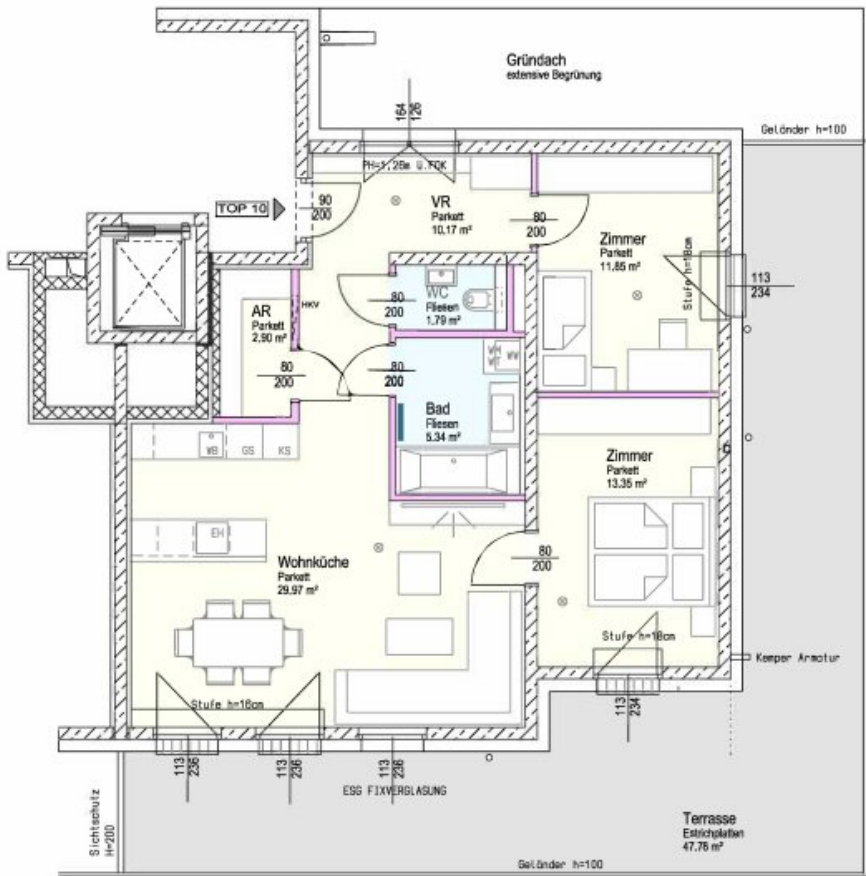 Gründach
extensive Begrünung
164
126
Geländer h=100
PH=1,26m ü.FOK
TOP 10
90
200
VR
Parkett
10.17 m²
80
200
Zimmer
Parkett
11.85 m²
Stufe h=18cm
113
234
WC
Fliesen
1.79 m²
80
200
AR
Parkett
2.90 m²
HKV
80
200
80
200
WH
WT
WV
Bad
Fliesen
5.34 m²
WB
GS
KS
Zimmer
Parkett
13.35 m²
EH
Wohnküche
Parkett
29.97 m²
80
200
Stufe h=18cm
Kemper Armatur
Stufe h=16cm
113
234
113
236
113
236
113
236
ESG FIXVERGLASUNG
Sichtschutz
H=200
Terrasse
Estrichplatten
47.76 m²
Geländer h=100